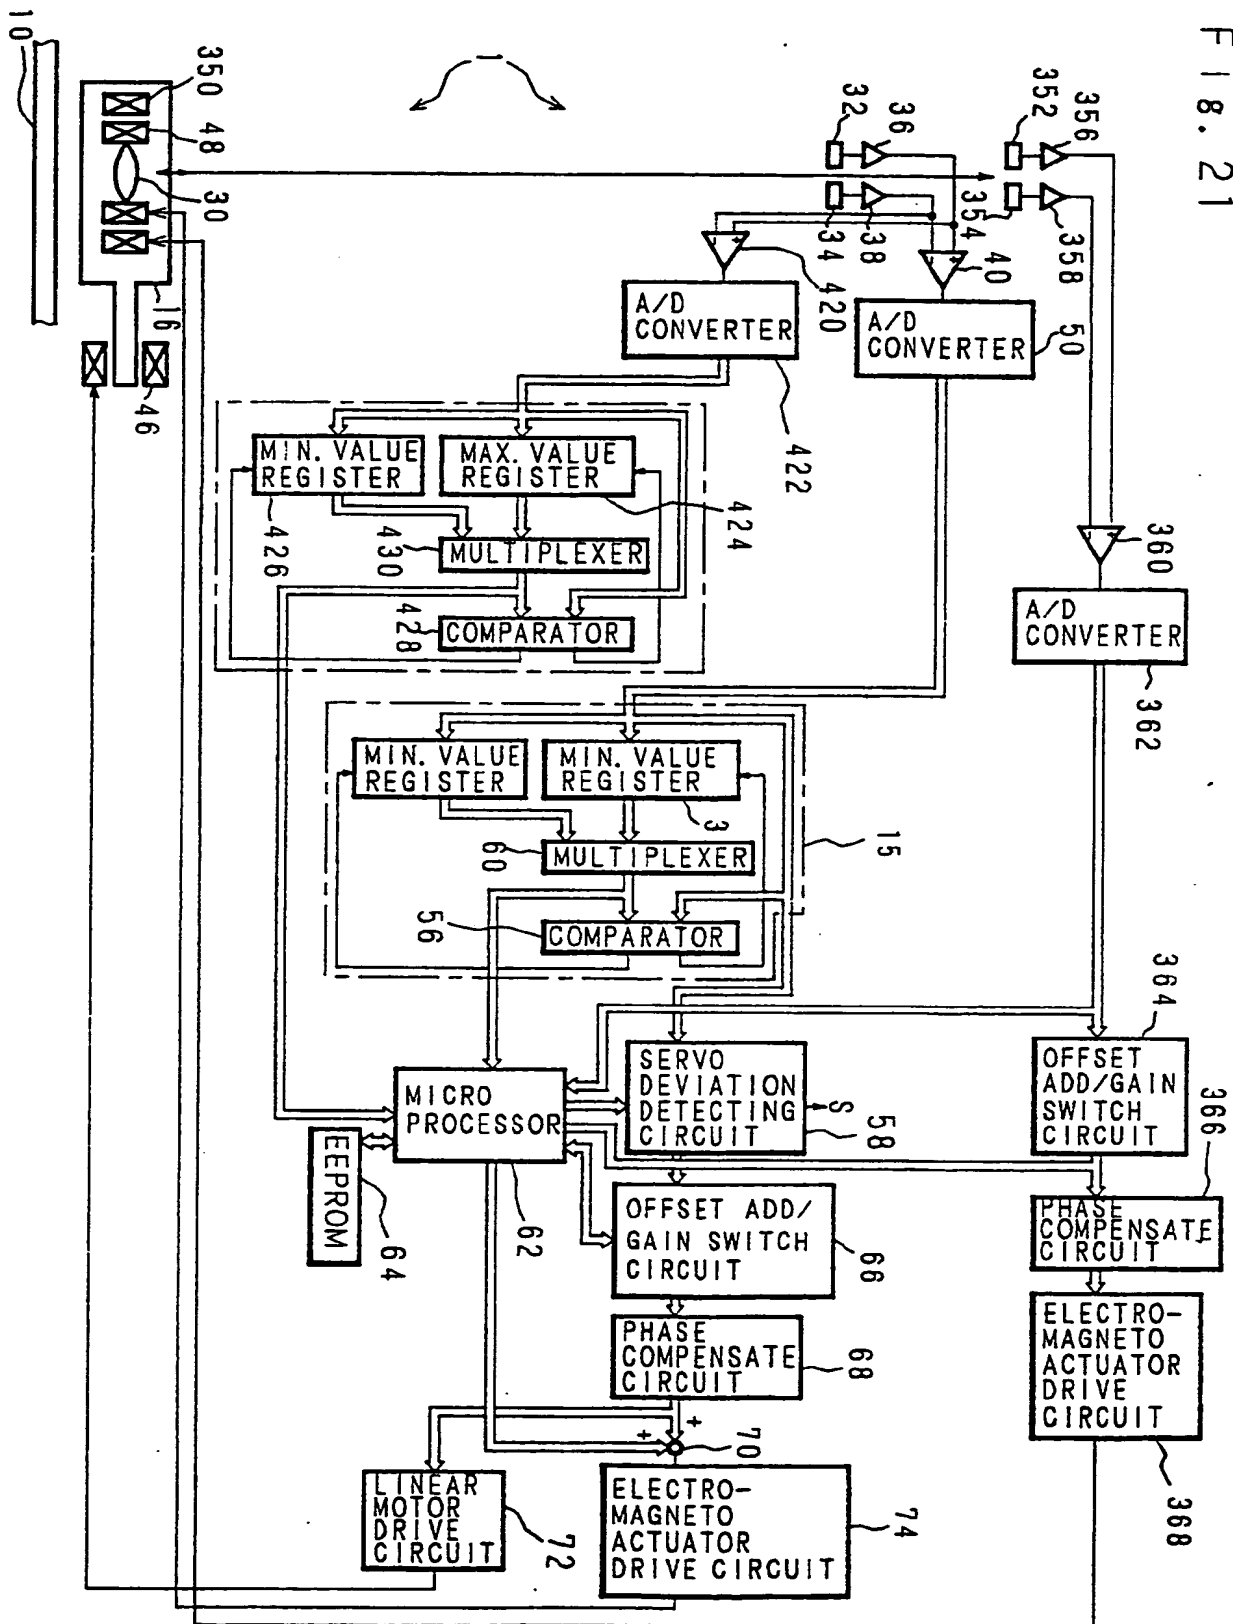 Fig. 21
10
350
48
30
16
46
1
32
36
34
38
352
356
354
358
40
420
A/D
CONVERTER
422
A/D
CONVERTER
50
360
A/D
CONVERTER
362
MIN. VALUE
REGISTER
426
MAX. VALUE
REGISTER
424
430
MULTIPLEXER
428
COMPARATOR
MIN. VALUE
REGISTER
MIN. VALUE
REGISTER
3
15
60
MULTIPLEXER
56
COMPARATOR
MICRO
PROCESSOR
62
EEPROM
64
SERVO
DEVIATION
DETECTING
CIRCUIT
S
58
364
OFFSET
ADD/GAIN
SWITCH
CIRCUIT
366
PHASE
COMPENSATE
CIRCUIT
OFFSET ADD/
GAIN SWITCH
CIRCUIT
66
PHASE
COMPENSATE
CIRCUIT
68
+
+
70
LINEAR
MOTOR
DRIVE
CIRCUIT
72
ELECTRO-
MAGNETO
ACTUATOR
DRIVE CIRCUIT
74
ELECTRO-
MAGNETO
ACTUATOR
DRIVE
CIRCUIT
368